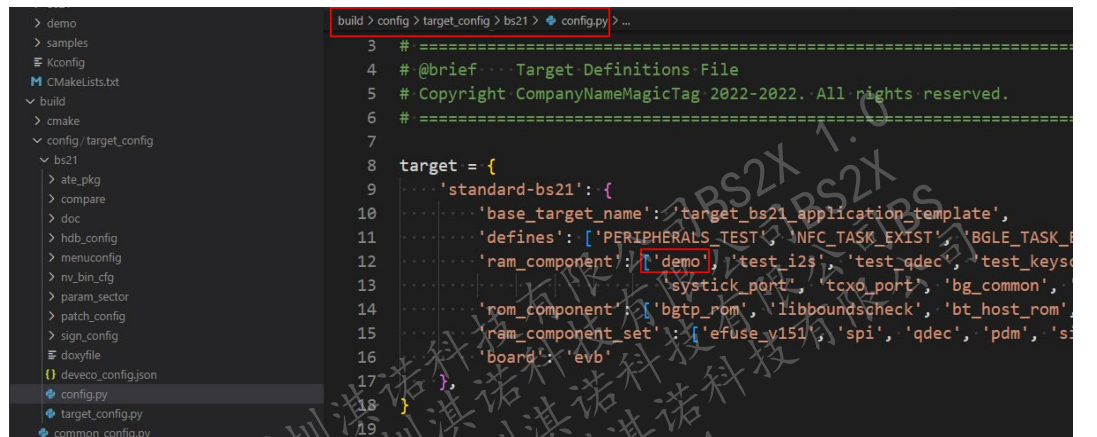 demo
samples
Kconfig
CMakeLists.txt
build
cmake
config / target_config
bs21
ate_pkg
compare
doc
hdb_config
menuconfig
nv_bin_cfg
param_sector
patch_config
sign_config
doxyfile
deveco_config.json
config.py
target_config.py
common_config.py
build > config > target_config > bs21 > config.py > ...
3 # ====================================================================
4 # @brief    Target Definitions File
5 # Copyright CompanyNameMagicTag 2022-2022. All rights reserved.
6 # ====================================================================
7
8 target = {
9     'standard-bs21': {
10         'base_target_name': 'target_bs21_application_template',
11         'defines': ['PERIPHERALS_TEST', 'NFC_TASK_EXIST', 'BGLE_TASK_E
12         'ram_component': ['demo', 'test_i2s', 'test_qdec', 'test_keysc
13                           'systick_port', 'tcxo_port', 'bg_common',
14         'rom_component': ['bgtp_rom', 'libboundscheck', 'bt_host_rom',
15         'ram_component_set' : ['efuse_v151', 'spi', 'qdec', 'pdm', 'si
16         'board': 'evb'
17     },
18 }
19